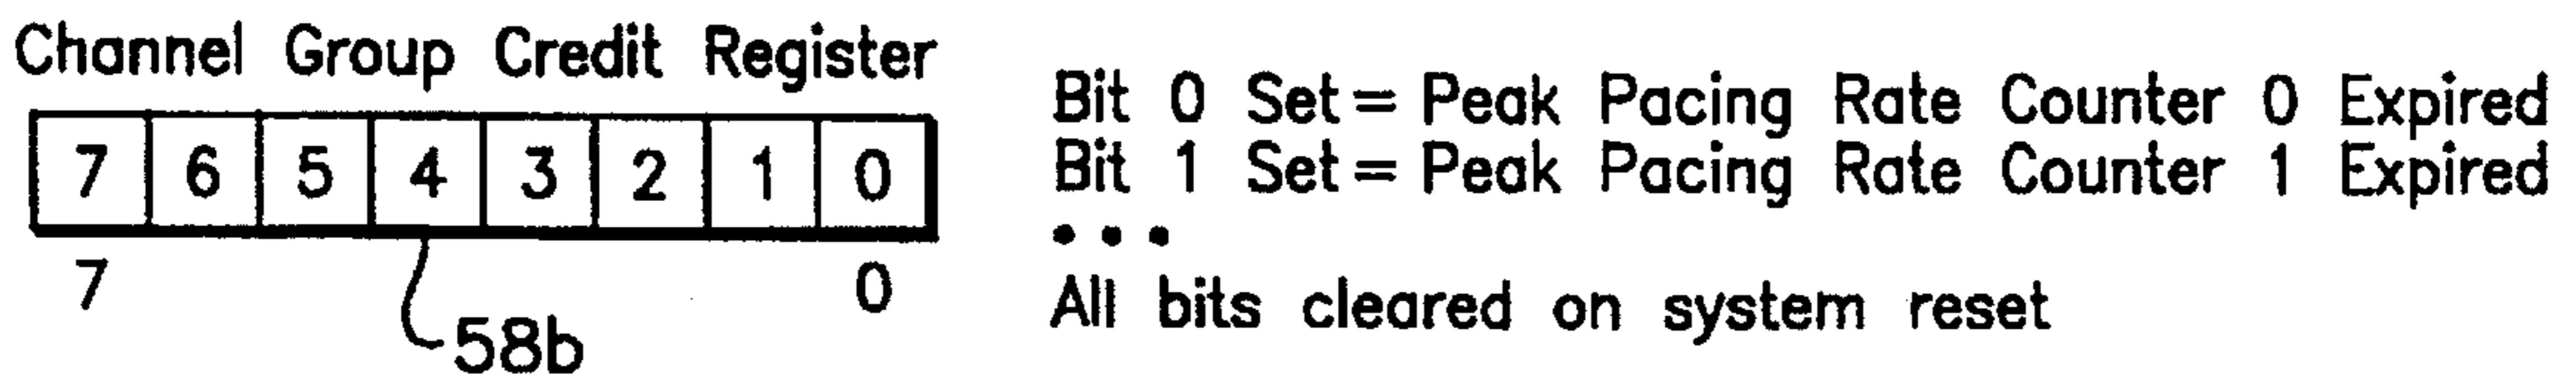 Channel Group Credit Register
7 6 5 4 3 2 1 0
7 0
58b
Bit 0 Set = Peak Pacing Rate Counter 0 Expired
Bit 1 Set = Peak Pacing Rate Counter 1 Expired
• • •
All bits cleared on system reset